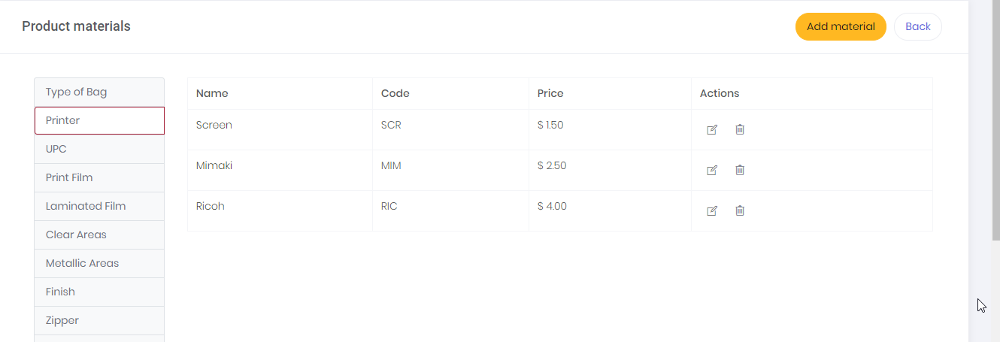 Product materials
Add material
Back
Type of Bag
Printer
UPC
Print Film
Laminated Film
Clear Areas
Metallic Areas
Finish
Zipper
Name Code Price Actions
Screen SCR $ 1.50
Mimaki MIM $ 2.50
Ricoh RIC $ 4.00